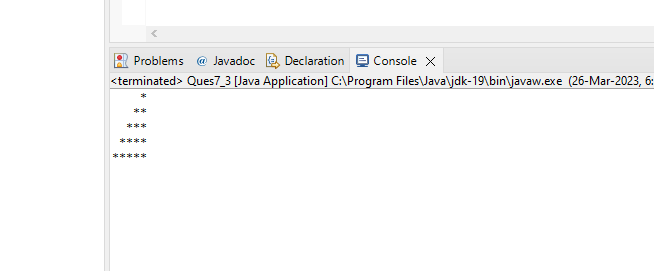 Problems @ Javadoc Declaration Console
<terminated> Ques7_3 [Java Application] C:\Program Files\Java\jdk-19\bin\javaw.exe (26-Mar-2023, 6:
    *
   **
  ***
 ****
*****